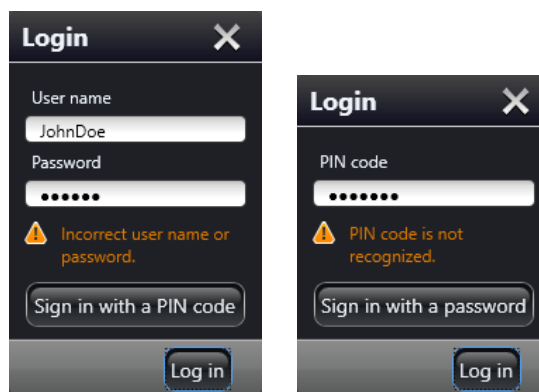 Login
User name
JohnDoe
Password
••••••
Incorrect user name or
password.
Sign in with a PIN code
Log in
Login
PIN code
•••••••
PIN code is not
recognized.
Sign in with a password
Log in